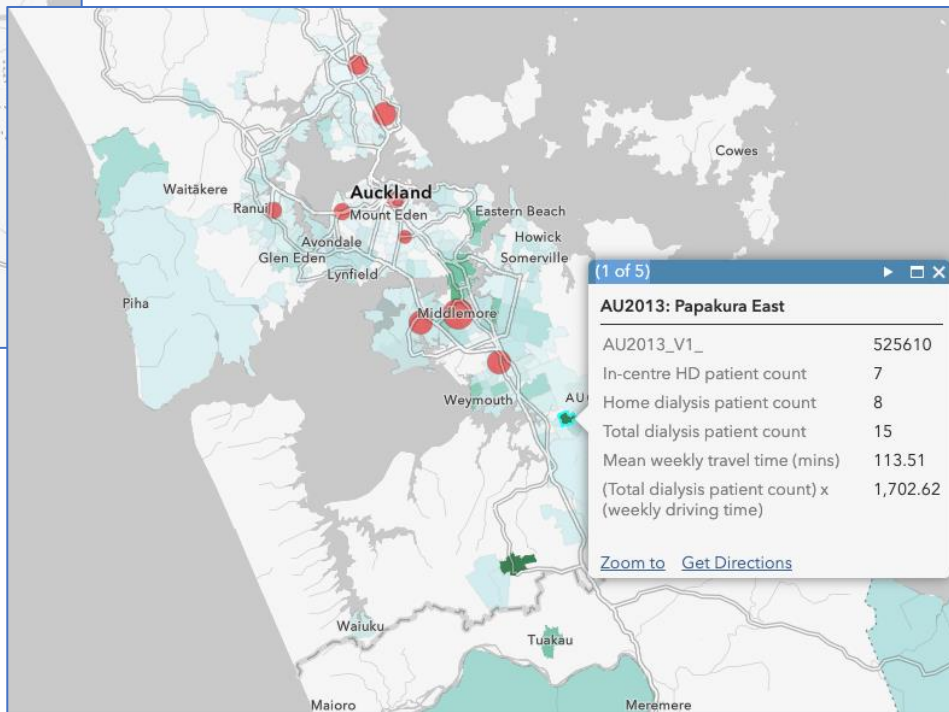 Cowes
Waitākere
Auckland
Ranui
Mount Eden
Eastern Beach
Avondale
Howick
Glen Eden
Somerville
Lynfield
Piha
Middlemore
Weymouth
AU
Waiuku
Tuakau
Maioro
Meremere
(1 of 5)
AU2013: Papakura East
AU2013_V1_ 525610
In-centre HD patient count 7
Home dialysis patient count 8
Total dialysis patient count 15
Mean weekly travel time (mins) 113.51
(Total dialysis patient count) x 1,702.62
(weekly driving time)
Zoom to Get Directions